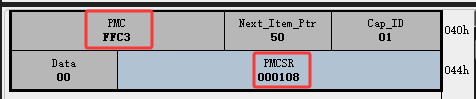 PMC Next_Item_Ptr Cap_ID
FFC3 50 01 040h
Data PMCSR
00 000108 044h